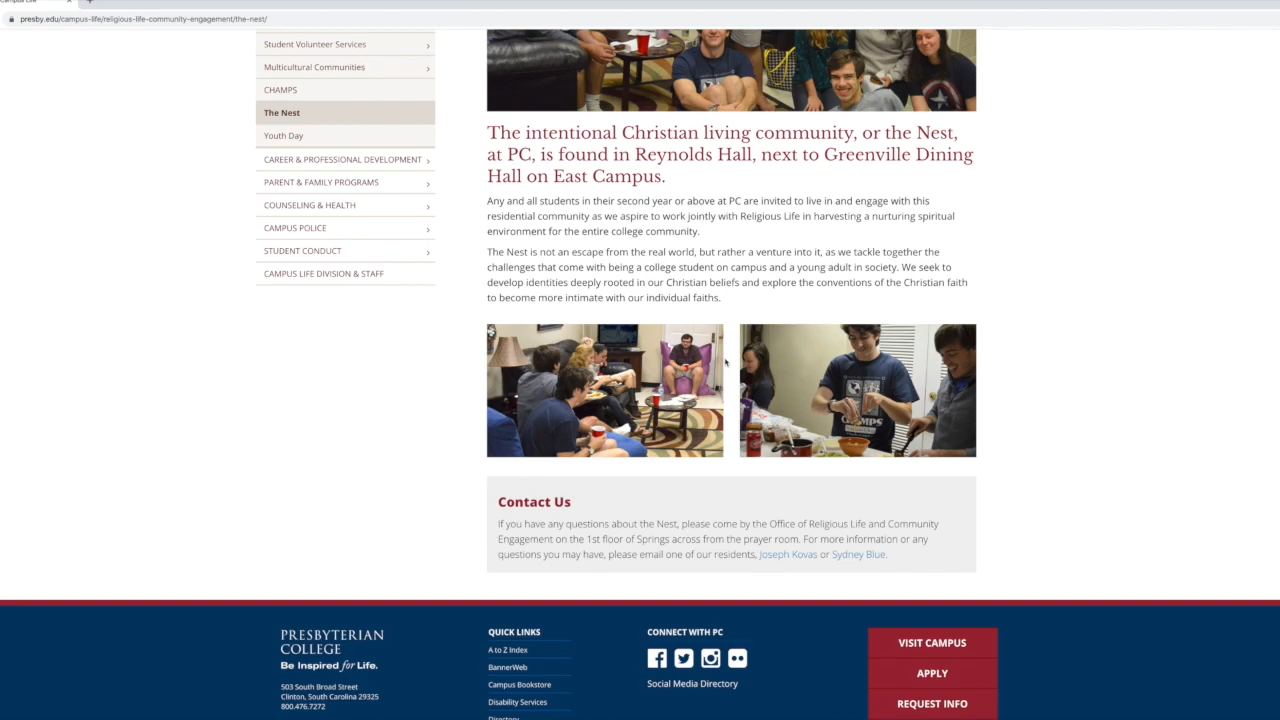 presby.edu/campus-life/religious-life-community-engagement/the-nest/
Student Volunteer Services
Multicultural Communities
CHAMPS
The Nest
Youth Day
CAREER & PROFESSIONAL DEVELOPMENT
PARENT & FAMILY PROGRAMS
COUNSELING & HEALTH
CAMPUS POLICE
STUDENT CONDUCT
CAMPUS LIFE DIVISION & STAFF
The intentional Christian living community, or the Nest,
at PC, is found in Reynolds Hall, next to Greenville Dining
Hall on East Campus.
Any and all students in their second year or above at PC are invited to live in and engage with this
residential community as we aspire to work jointly with Religious Life in harvesting a nurturing spiritual
environment for the entire college community.
The Nest is not an escape from the real world, but rather a venture into it, as we tackle together the
challenges that come with being a college student on campus and a young adult in society. We seek to
develop identities deeply rooted in our Christian beliefs and explore the conventions of the Christian faith
to become more intimate with our individual faiths.
CHAMPS
Contact Us
If you have any questions about the Nest, please come by the Office of Religious Life and Community
Engagement on the 1st floor of Springs across from the prayer room. For more information or any
questions you may have, please email one of our residents, Joseph Kovas or Sydney Blue.
PRESBYTERIAN
COLLEGE
Be Inspired for Life.
503 South Broad Street
Clinton, South Carolina 29325
800.476.7272
QUICK LINKS
A to Z Index
BannerWeb
Campus Bookstore
Disability Services
Directory
CONNECT WITH PC
Social Media Directory
VISIT CAMPUS
APPLY
REQUEST INFO